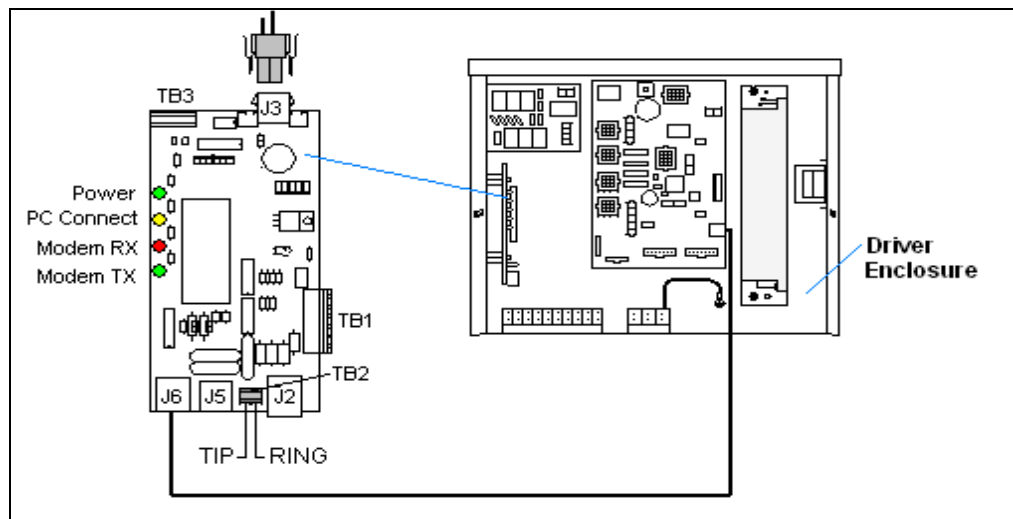 TB3
J3
Power
PC Connect
Modem RX
Modem TX
TB1
TB2
J6
J5
J2
TIP
RING
Driver
Enclosure